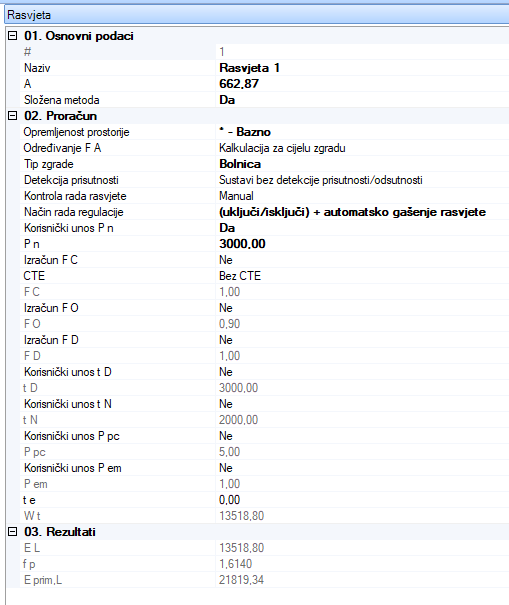 Rasvjeta
01. Osnovni podaci
# 1
Naziv Rasvjeta 1
A 662,87
Složena metoda Da
02. Proračun
Opremljenost prostorije * - Bazno
Određivanje F A Kalkulacija za cijelu zgradu
Tip zgrade Bolnica
Detekcija prisutnosti Sustavi bez detekcije prisutnosti/odsutnosti
Kontrola rada rasvjete Manual
Način rada regulacije (uključi/isključi) + automatsko gašenje rasvjete
Korisnički unos P n Da
P n 3000,00
Izračun F C Ne
CTE Bez CTE
F C 1,00
Izračun F O Ne
F O 0,90
Izračun F D Ne
F D 1,00
Korisnički unos t D Ne
t D 3000,00
Korisnički unos t N Ne
t N 2000,00
Korisnički unos P pc Ne
P pc 5,00
Korisnički unos P em Ne
P em 1,00
t e 0,00
W t 13518,80
03. Rezultati
E L 13518,80
f p 1,6140
E prim,L 21819,34